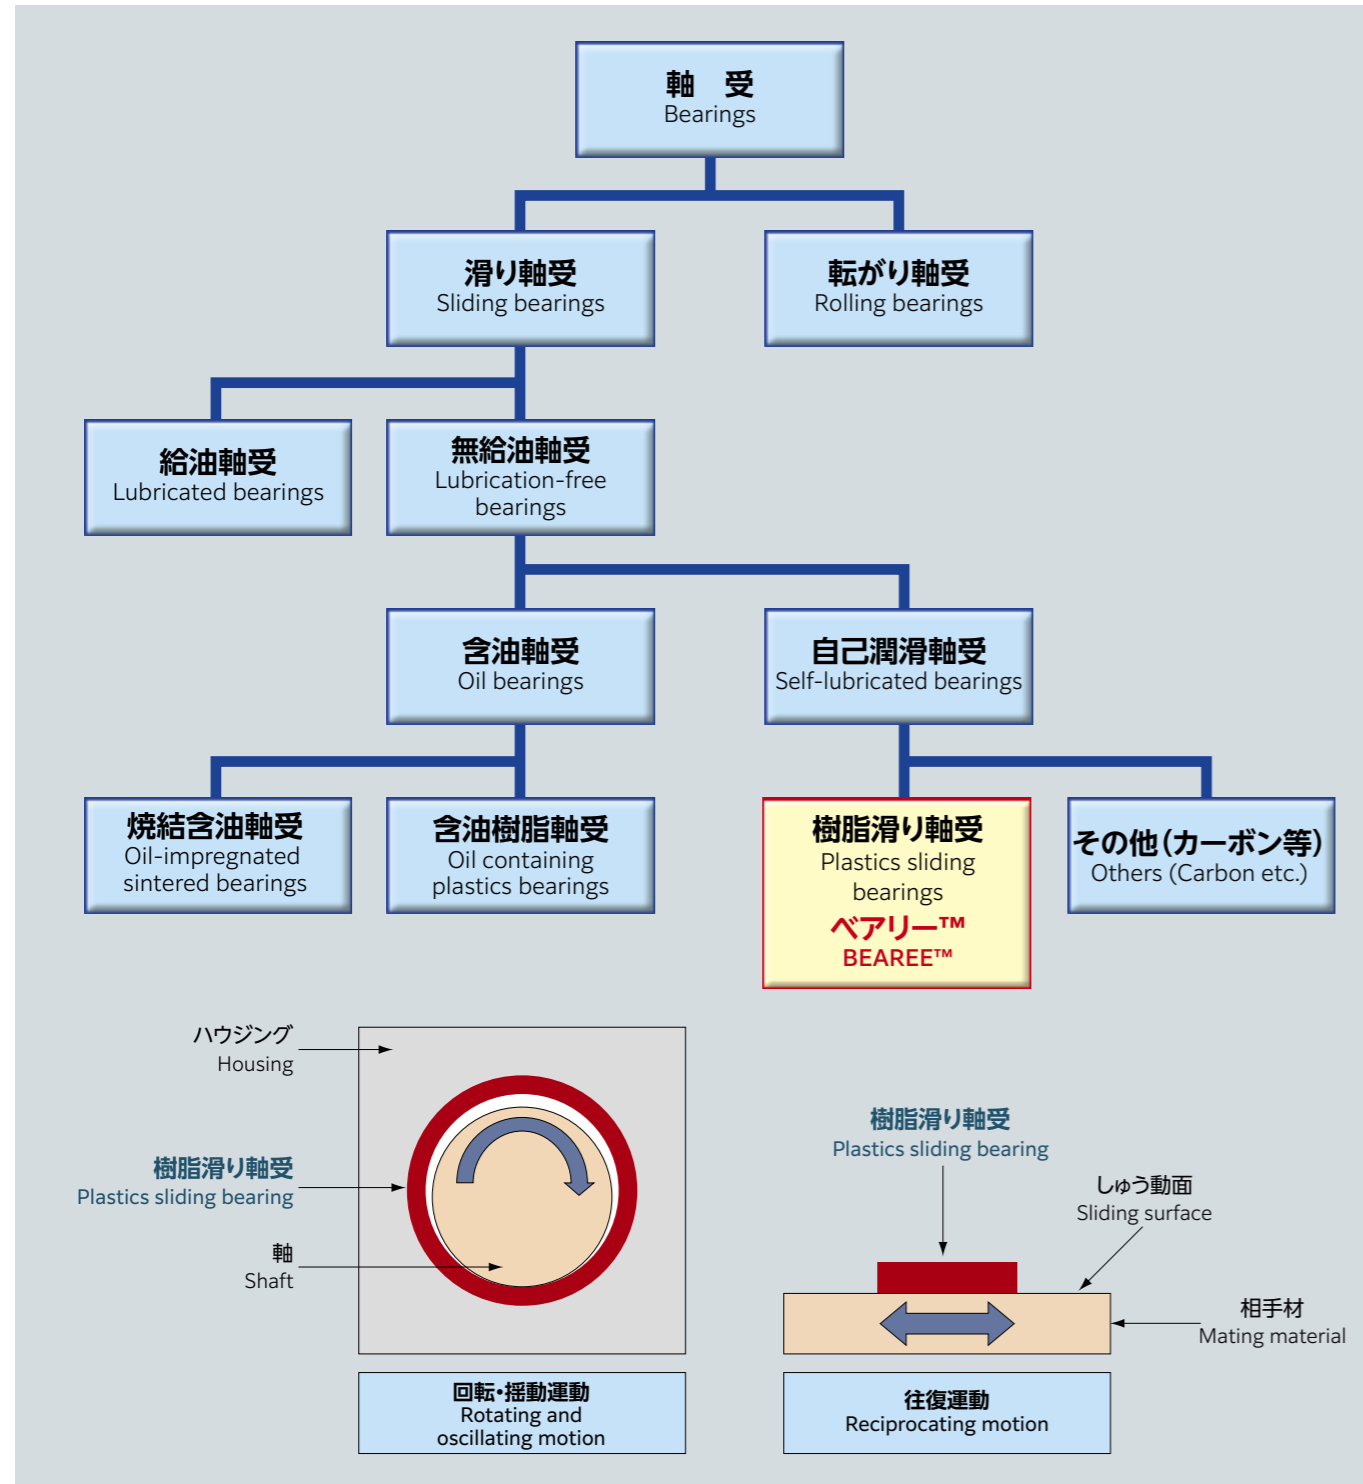 軸 受
Bearings
滑り軸受
Sliding bearings
転がり軸受
Rolling bearings
給油軸受
Lubricated bearings
無給油軸受
Lubrication-free
bearings
含油軸受
Oil bearings
自己潤滑軸受
Self-lubricated bearings
焼結含油軸受
Oil-impregnated
sintered bearings
含油樹脂軸受
Oil containing
plastics bearings
樹脂滑り軸受
Plastics sliding
bearings
ベアリー™
BEAREE™
その他（カーボン等）
Others (Carbon etc.)
ハウジング
Housing
樹脂滑り軸受
Plastics sliding bearing
軸
Shaft
回転・揺動運動
Rotating and
oscillating motion
樹脂滑り軸受
Plastics sliding bearing
しゅう動面
Sliding surface
相手材
Mating material
往復運動
Reciprocating motion